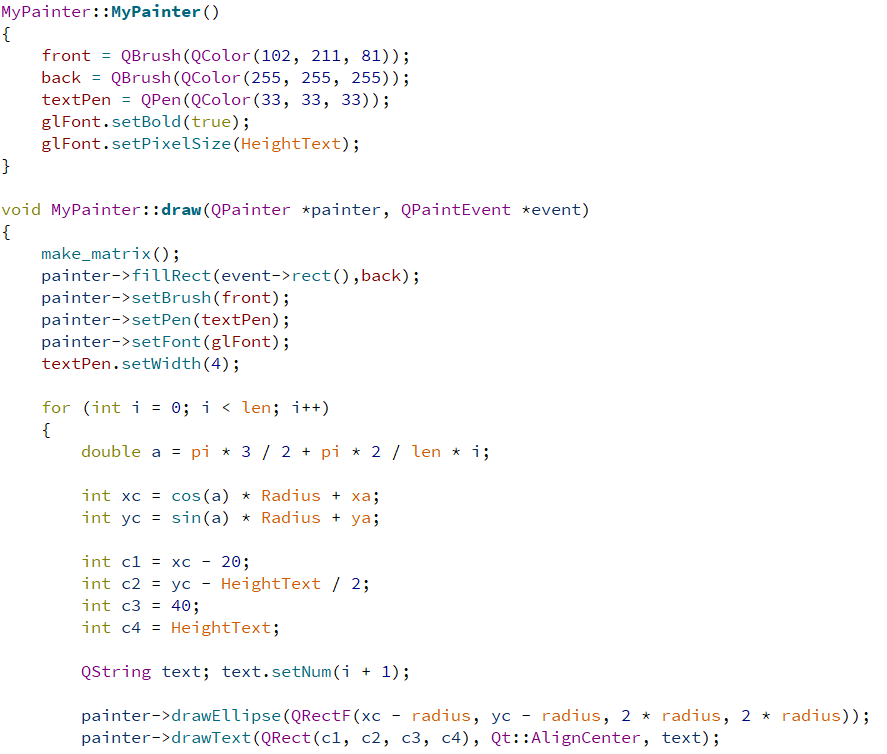 MyPainter::MyPainter()
{
    front = QBrush(QColor(102, 211, 81));
    back = QBrush(QColor(255, 255, 255));
    textPen = QPen(QColor(33, 33, 33));
    glFont.setBold(true);
    glFont.setPixelSize(HeightText);
}

void MyPainter::draw(QPainter *painter, QPaintEvent *event)
{
    make_matrix();
    painter->fillRect(event->rect(),back);
    painter->setBrush(front);
    painter->setPen(textPen);
    painter->setFont(glFont);
    textPen.setWidth(4);

    for (int i = 0; i < len; i++)
    {
        double a = pi * 3 / 2 + pi * 2 / len * i;

        int xc = cos(a) * Radius + xa;
        int yc = sin(a) * Radius + ya;

        int c1 = xc - 20;
        int c2 = yc - HeightText / 2;
        int c3 = 40;
        int c4 = HeightText;

        QString text; text.setNum(i + 1);

        painter->drawEllipse(QRectF(xc - radius, yc - radius, 2 * radius, 2 * radius));
        painter->drawText(QRect(c1, c2, c3, c4), Qt::AlignCenter, text);